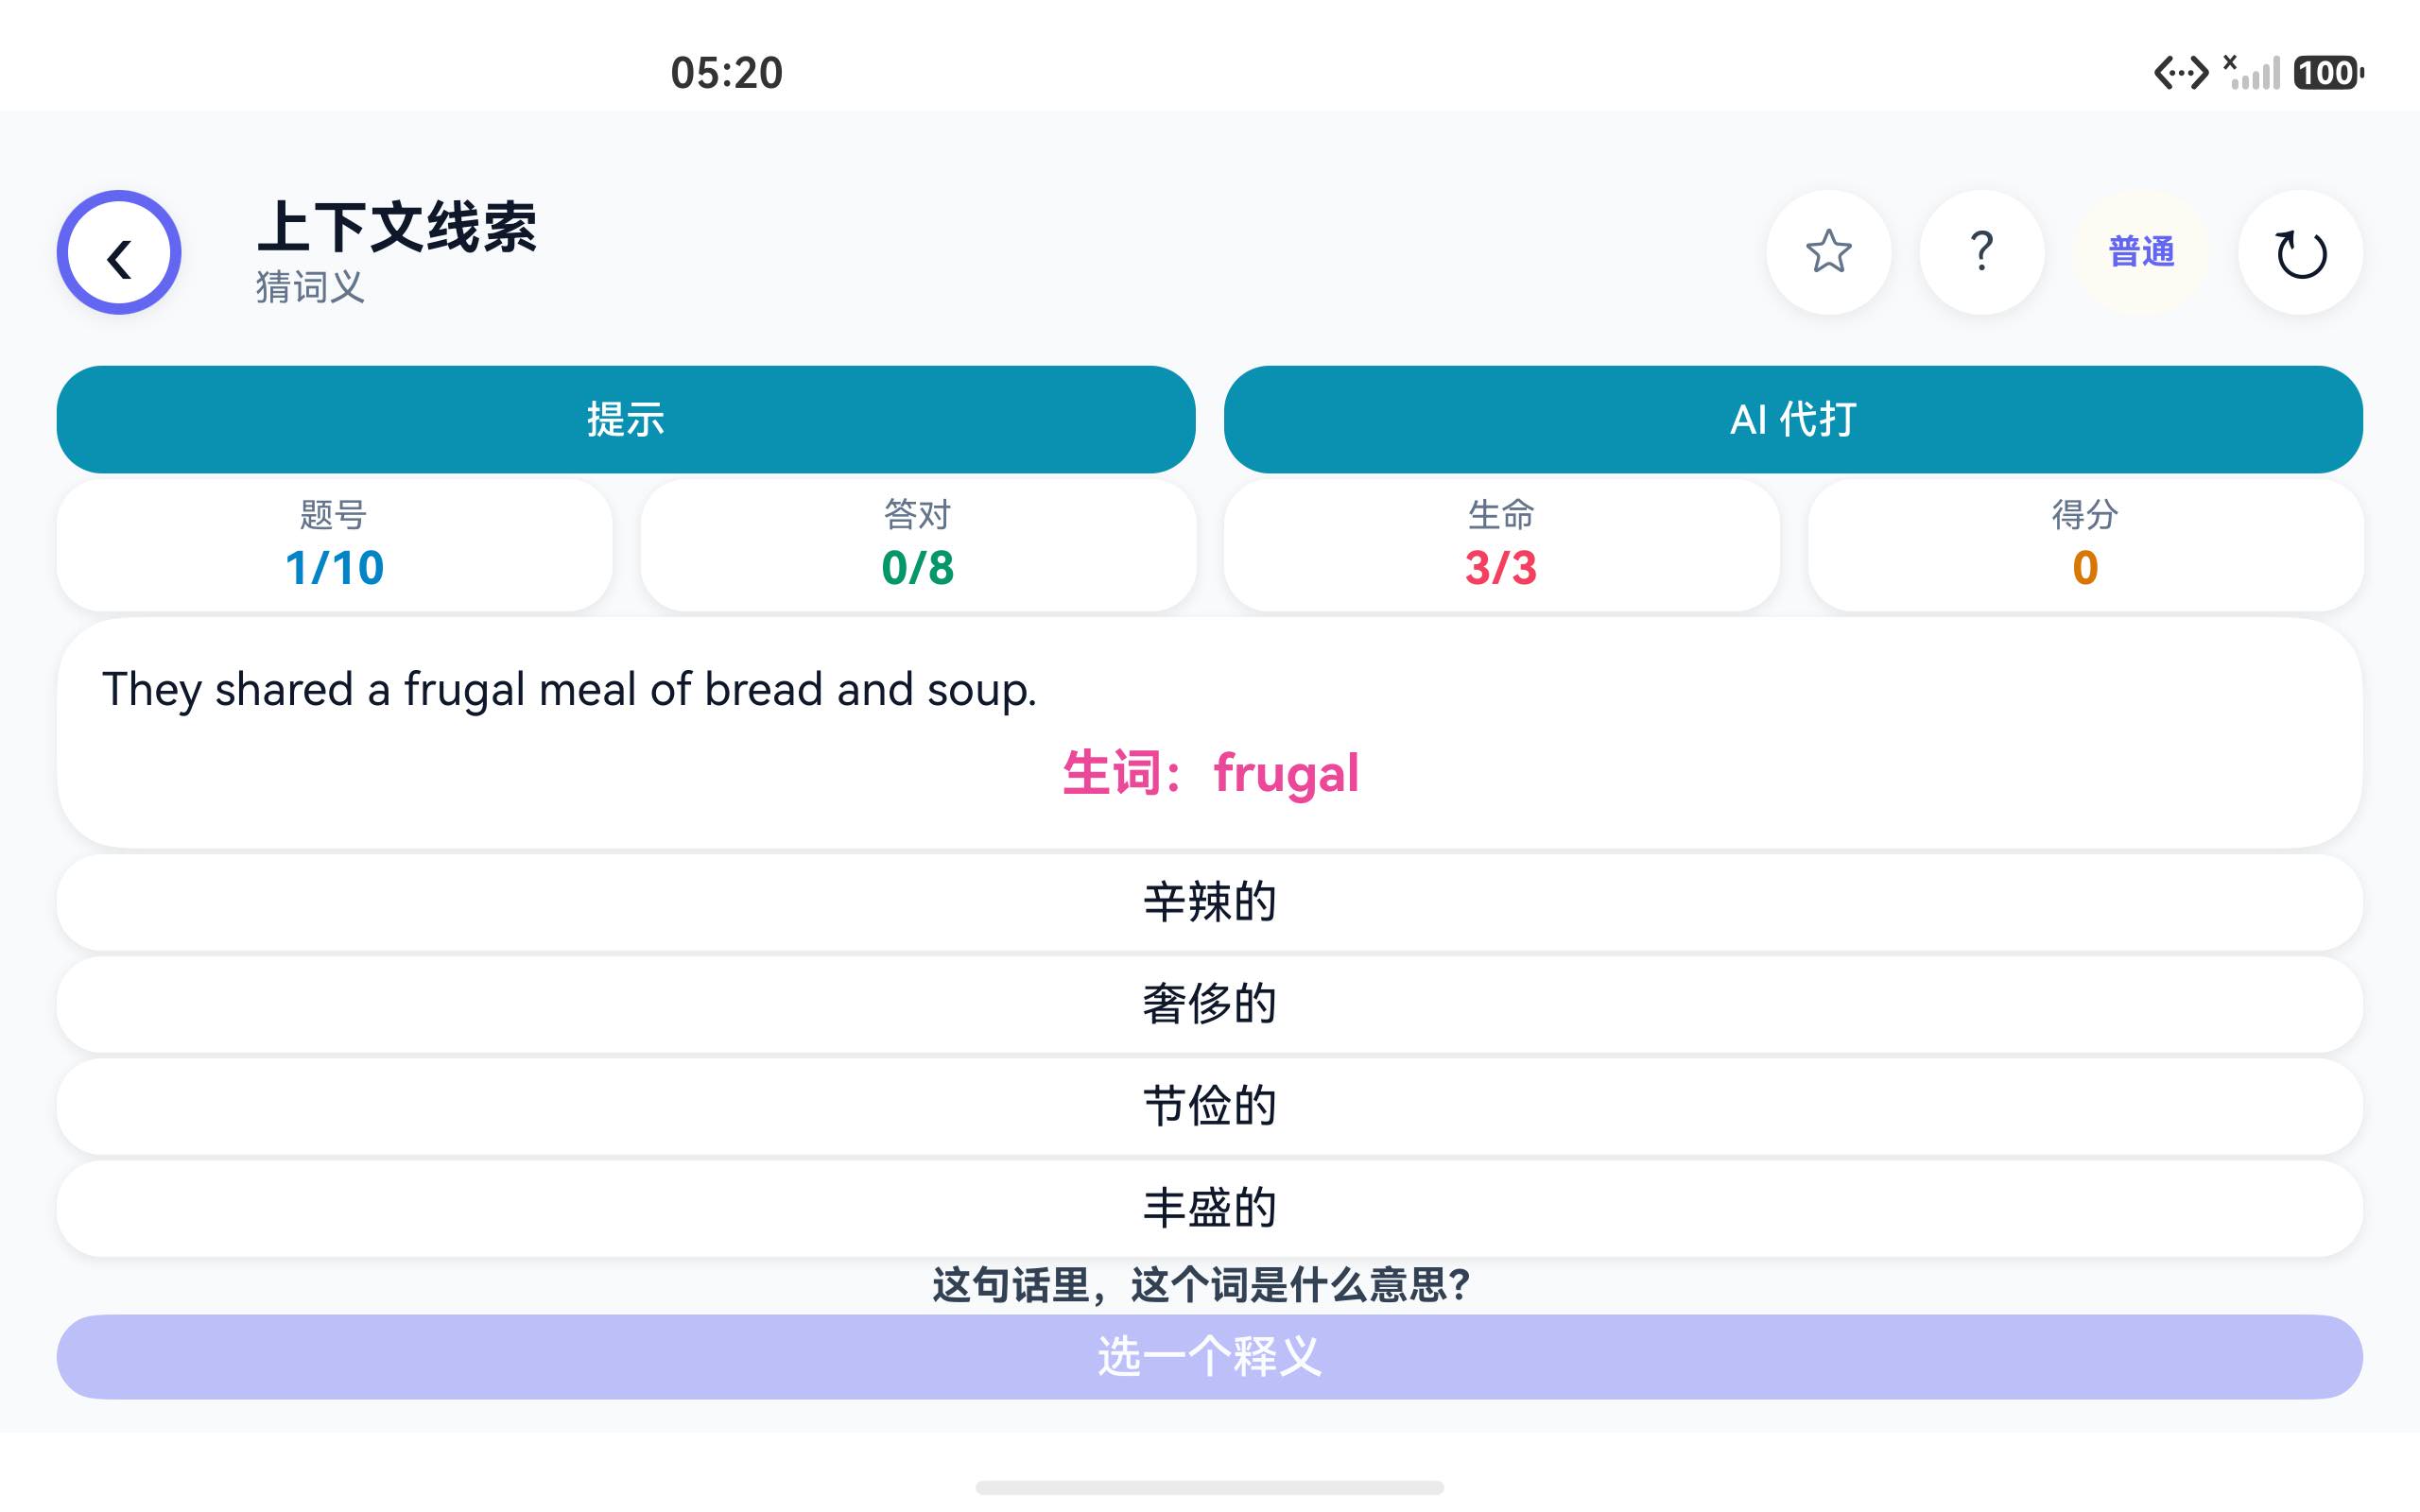 05:20
100
上下文线索
猜词义
?
普通
提示
AI 代打
题号
1/10
答对
0/8
生命
3/3
得分
0
They shared a frugal meal of bread and soup.
生词：frugal
辛辣的
奢侈的
节俭的
丰盛的
这句话里，这个词是什么意思？
选一个释义